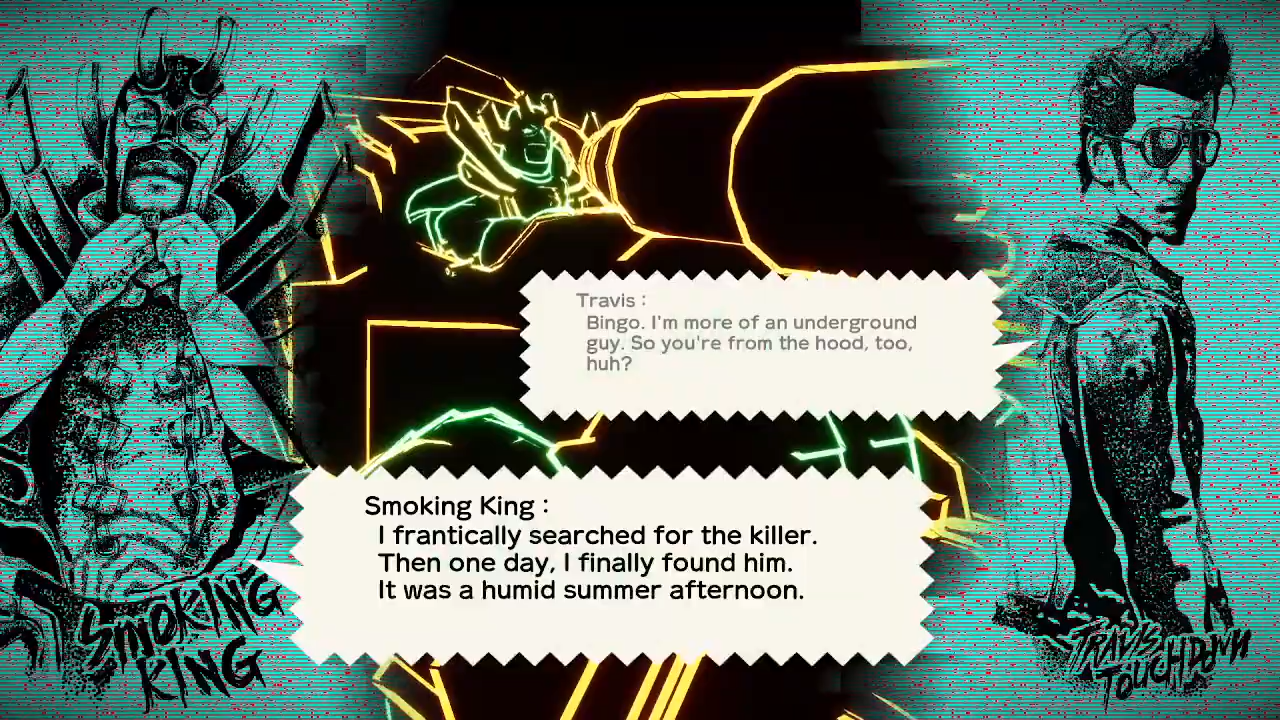 Travis :
Bingo. I'm more of an underground
guy. So you're from the hood, too,
huh?
Smoking King :
I frantically searched for the killer.
Then one day, I finally found him.
It was a humid summer afternoon.
SMOKING
KING
TRAVIS
TOUCHDOWN